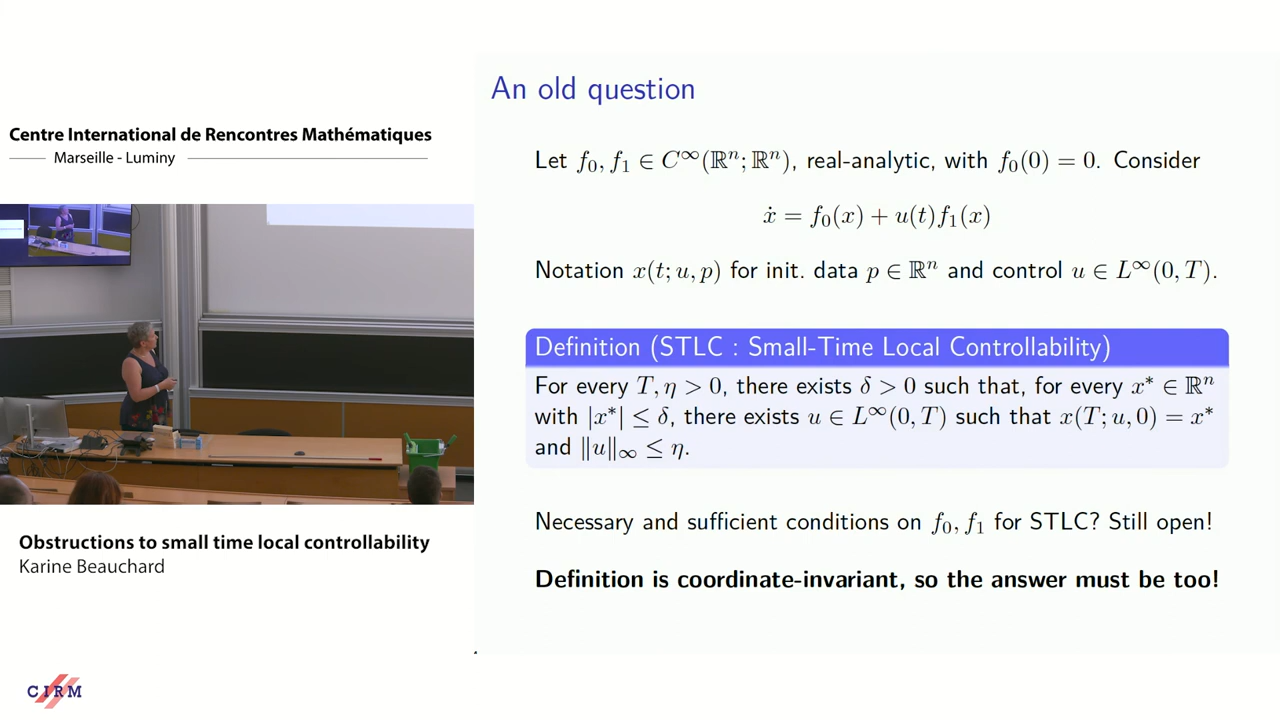 Centre International de Rencontres Mathématiques
Marseille - Luminy
Obstructions to small time local controllability
Karine Beauchard
CIRM
An old question
Let f₀, f₁ ∈ C^∞(ℝⁿ; ℝⁿ), real-analytic, with f₀(0) = 0. Consider
ẋ = f₀(x) + u(t)f₁(x)
Notation x(t; u, p) for init. data p ∈ ℝⁿ and control u ∈ L^∞(0, T).
Definition (STLC : Small-Time Local Controllability)
For every T, η > 0, there exists δ > 0 such that, for every x* ∈ ℝⁿ
with |x*| ≤ δ, there exists u ∈ L^∞(0, T) such that x(T; u, 0) = x*
and ‖u‖_∞ ≤ η.
Necessary and sufficient conditions on f₀, f₁ for STLC? Still open!
Definition is coordinate-invariant, so the answer must be too!